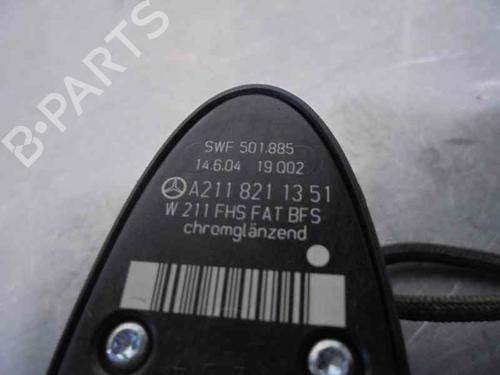 B-PARTS
SWF 501.885
14.6.04 19 002
A211 821 13 51
W 211 FHS FAT BFS
chromglänzend